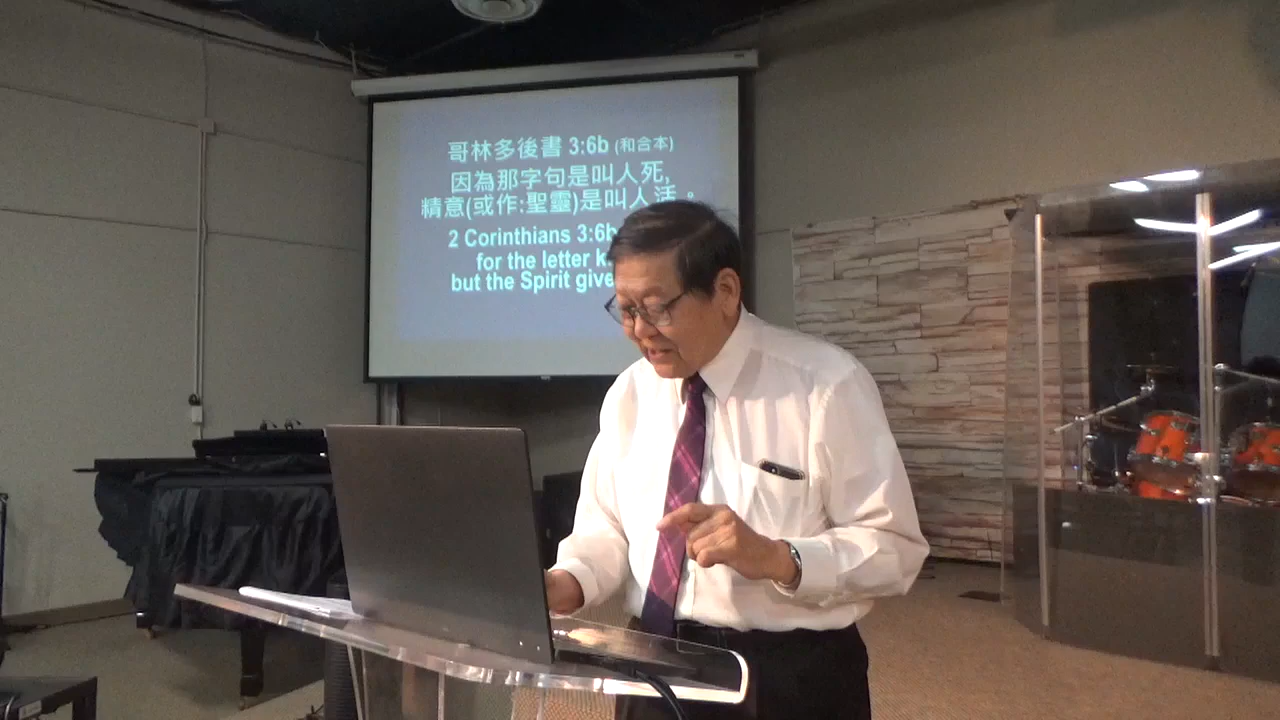 哥林多後書 3:6b (和合本)
因為那字句是叫人死,
精意(或作:聖靈)是叫人活。
2 Corinthians 3:6b
for the letter
but the Spirit